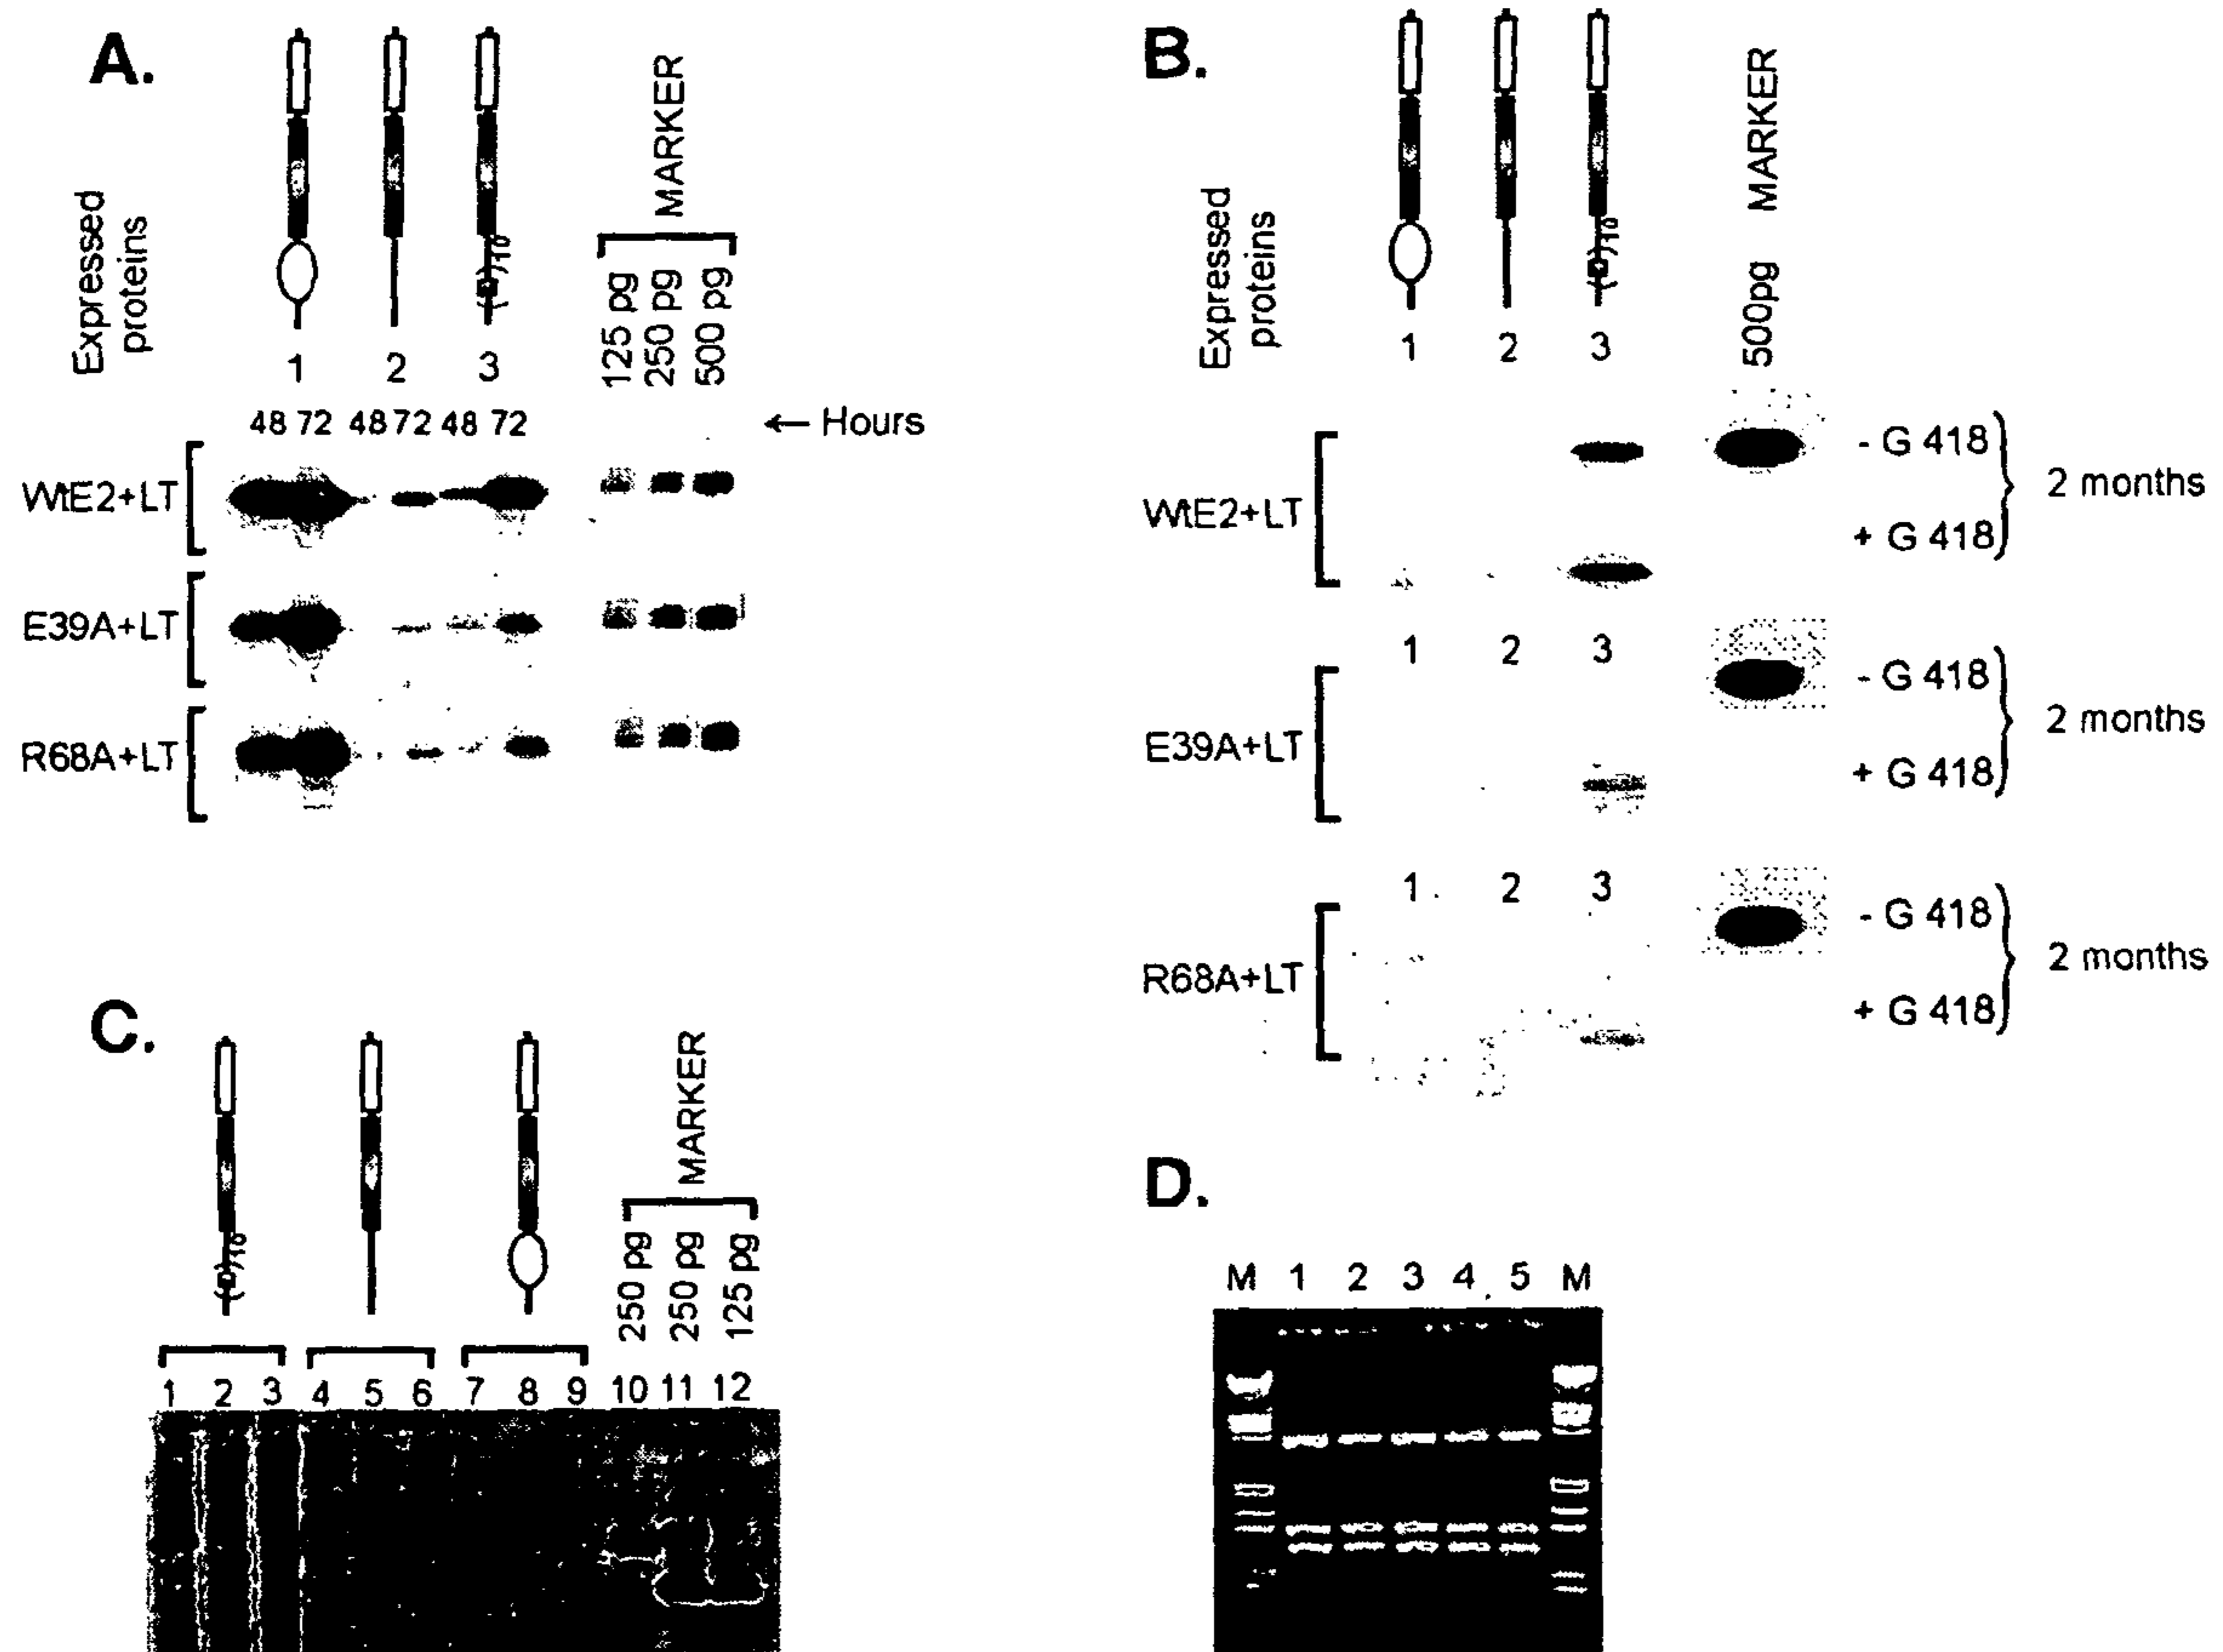 A.
Expressed
proteins
1 2 3
MARKER
125 pg
250 pg
500 pg
48 72 48 72 48 72
← Hours
WtE2+LT
E39A+LT
R68A+LT
B.
Expressed
proteins
1 2 3
500pg MARKER
WtE2+LT
- G 418
+ G 418
2 months
1 2 3
E39A+LT
- G 418
+ G 418
2 months
1 2 3
R68A+LT
- G 418
+ G 418
2 months
C.
MARKER
250 pg
250 pg
125 pg
1 2 3 4 5 6 7 8 9 10 11 12
D.
M 1 2 3 4 5 M